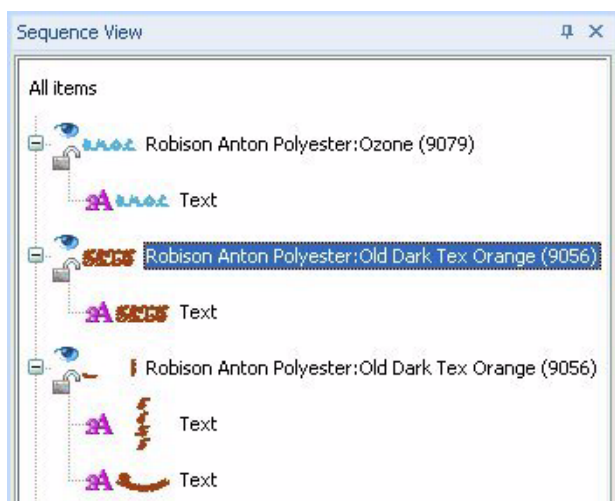 Sequence View
All items
Robison Anton Polyester:Ozone (9079)
Text
Robison Anton Polyester:Old Dark Tex Orange (9056)
Text
Robison Anton Polyester:Old Dark Tex Orange (9056)
Text
Text